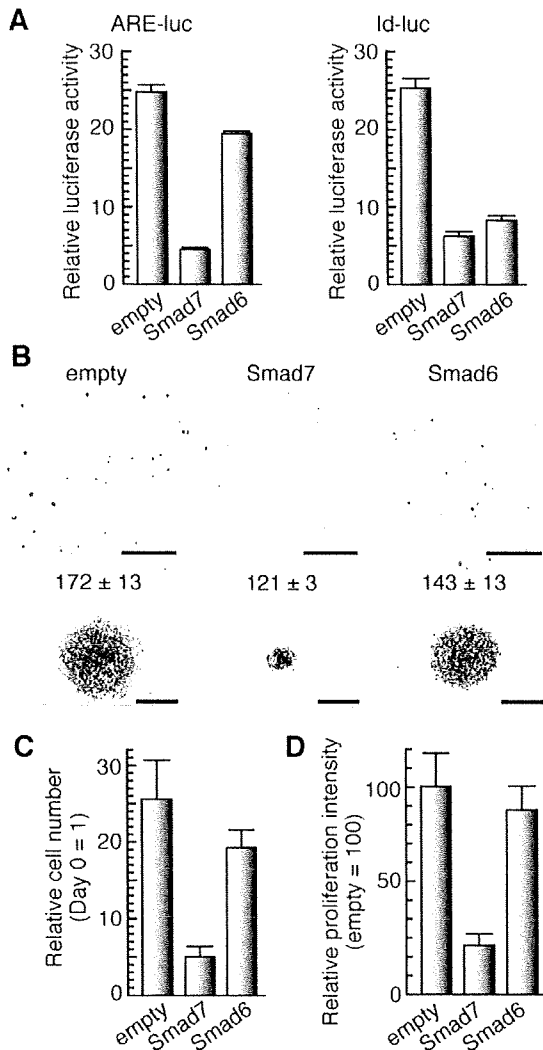 A
ARE-luc
Id-luc
Relative luciferase activity
30
20
10
0
empty
Smad7
Smad6
Relative luciferase activity
30
20
10
0
empty
Smad7
Smad6
B
empty
Smad7
Smad6
172 ± 13
121 ± 3
143 ± 13
C
Relative cell number
(Day 0 = 1)
30
20
10
0
empty
Smad7
Smad6
D
Relative proliferation intensity
(empty = 100)
100
50
0
empty
Smad7
Smad6